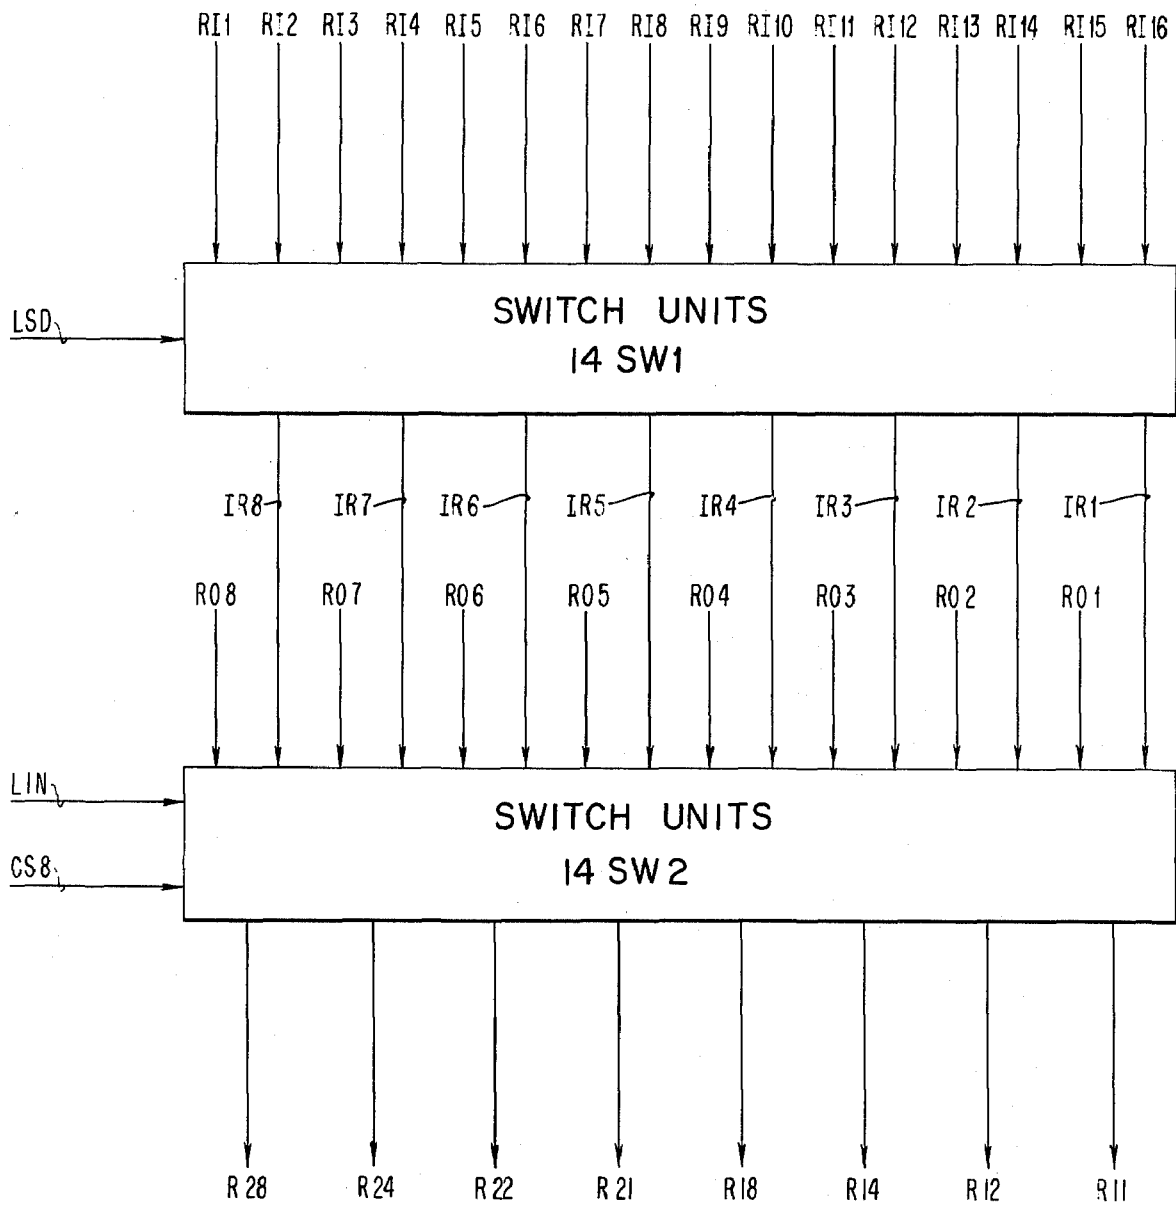 RI1 RI2 RI3 RI4 RI5 RI6 RI7 RI8 RI9 RI10 RI11 RI12 RI13 RI14 RI15 RI16
SWITCH UNITS
14 SW1
LSD
IR8 IR7 IR6 IR5 IR4 IR3 IR2 IR1
R08 R07 R06 R05 R04 R03 R02 R01
LIN
SWITCH UNITS
14 SW2
CS8
R28 R24 R22 R21 R18 R14 R12 R11